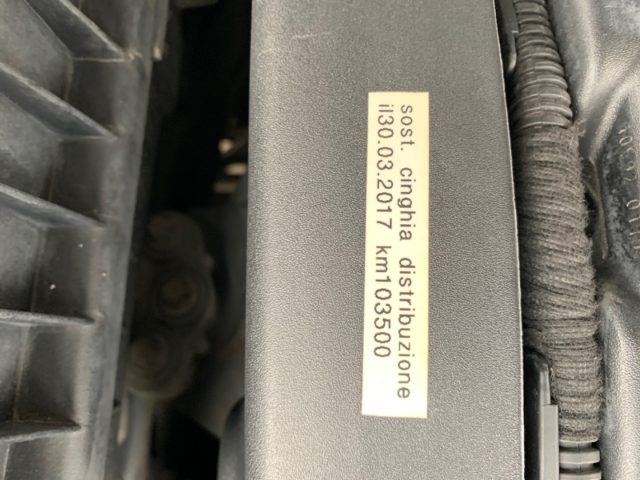 sost. cinghia distribuzione
il30.03.2017 km103500